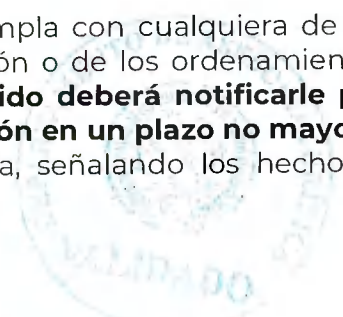 mpla con cualquiera de
ón o de los ordenamien
ido deberá notificarle p
ón en un plazo no mayo
a, señalando los hecho